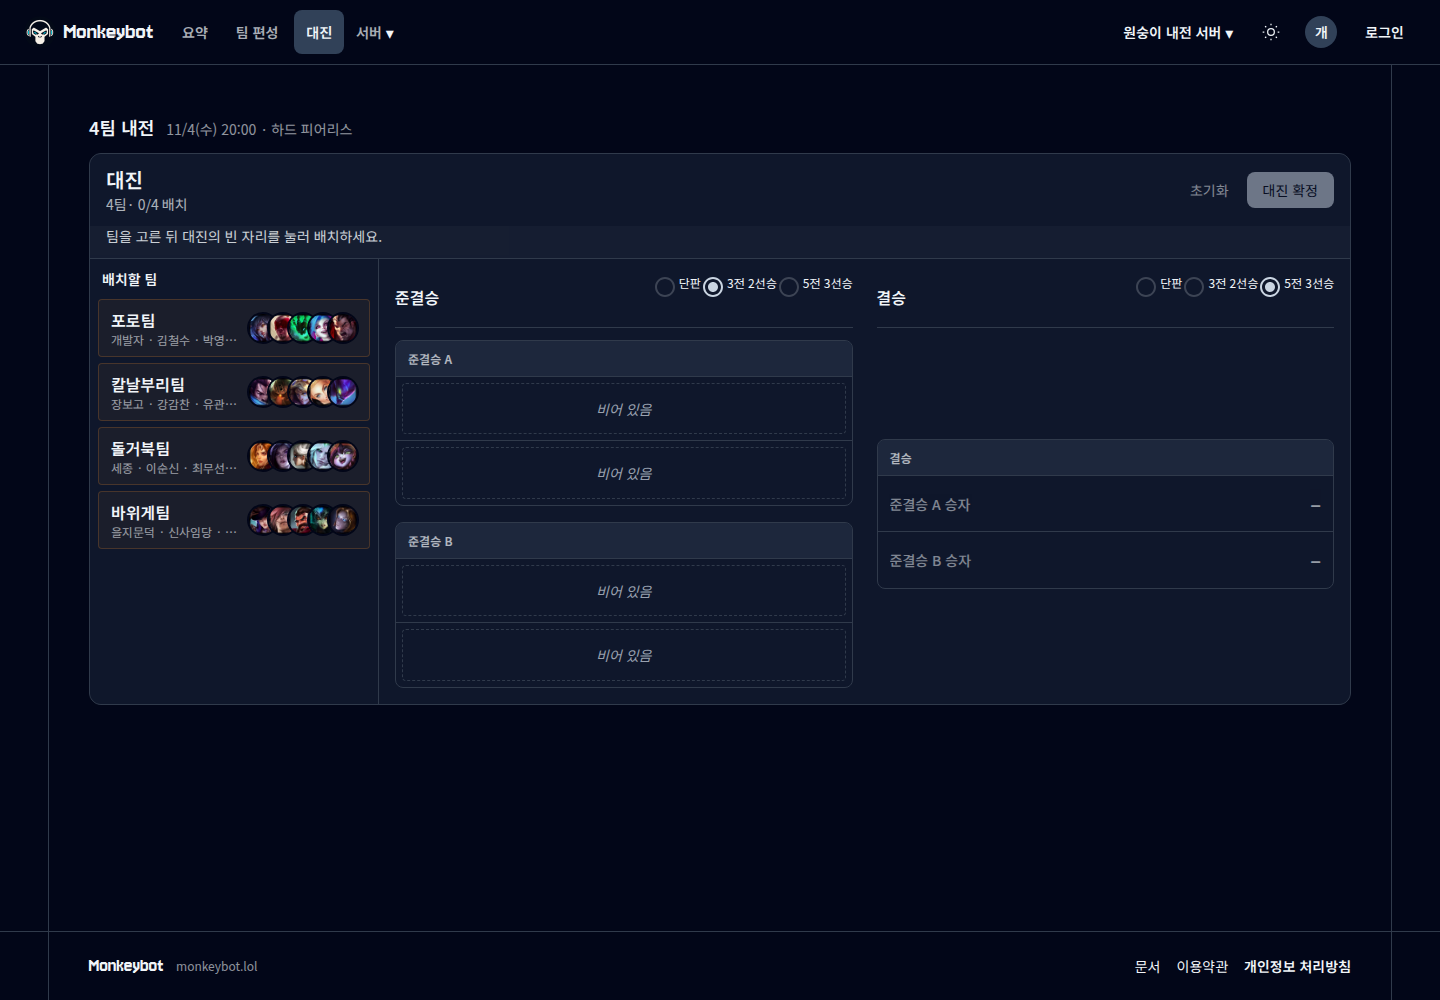 Monkeybot 요약 팀 편성 대진 서버 ▾ 원숭이 내전 서버 ▾ 개 로그인
4팀 내전 11/4(수) 20:00 · 하드 피어리스
대진
4팀 · 0/4 배치
초기화 대진 확정
팀을 고른 뒤 대진의 빈 자리를 눌러 배치하세요.
배치할 팀
포로팀
개발자 · 김철수 · 박영…
칼날부리팀
장보고 · 강감찬 · 유관…
돌거북팀
세종 · 이순신 · 최무선…
바위게팀
을지문덕 · 신사임당 · …
준결승
단판 3전 2선승 5전 3선승
준결승 A
비어 있음
비어 있음
준결승 B
비어 있음
비어 있음
결승
단판 3전 2선승 5전 3선승
결승
준결승 A 승자 –
준결승 B 승자 –
Monkeybot monkeybot.lol
문서 이용약관 개인정보 처리방침